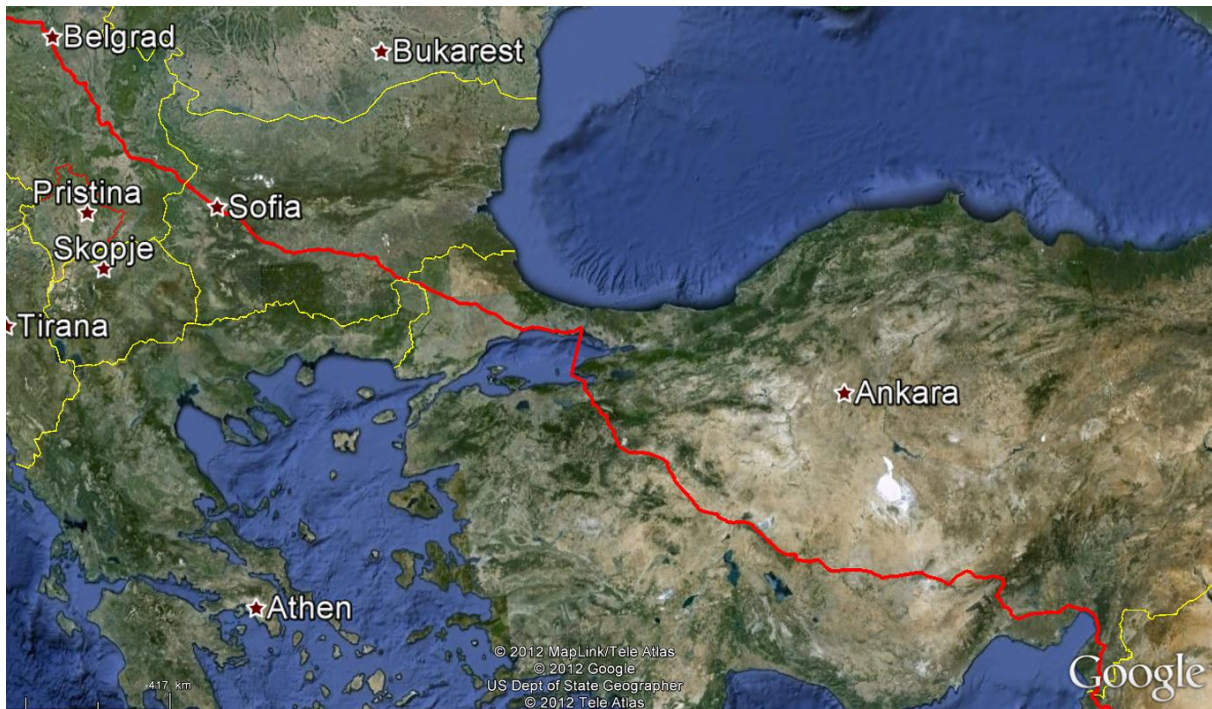 Belgrad
Bukarest
Pristina
Sofia
Skopje
Tirana
Ankara
Athen
© 2012 MapLink/Tele Atlas
© 2012 Google
US Dept of State Geographer
© 2012 Tele Atlas
417 km
Google